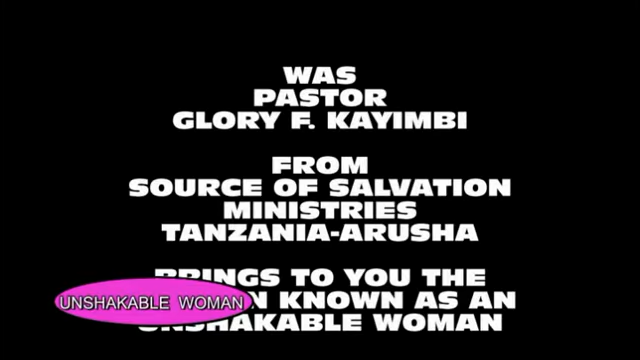 WAS
PASTOR
GLORY F. KAYIMBI
FROM
SOURCE OF SALVATION
MINISTRIES
TANZANIA-ARUSHA
BRINGS TO YOU THE
KNOWN AS AN
UNSHAKABLE WOMAN
UNSHAKABLE WOMAN